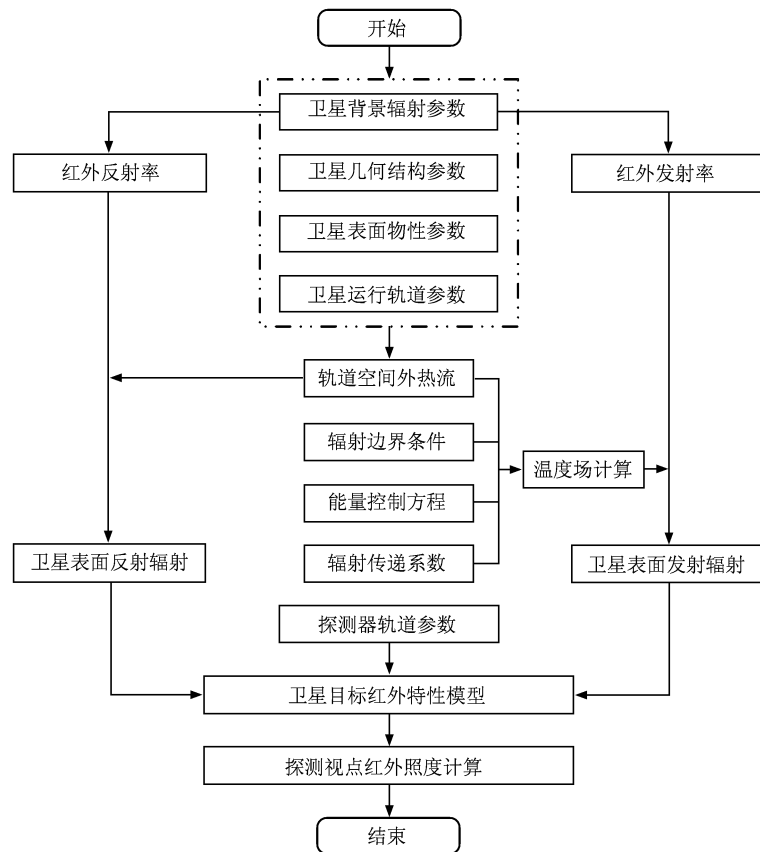 开始
卫星背景辐射参数
红外反射率
卫星几何结构参数
红外发射率
卫星表面物性参数
卫星运行轨道参数
轨道空间外热流
辐射边界条件
温度场计算
能量控制方程
卫星表面反射辐射
辐射传递系数
卫星表面发射辐射
探测器轨道参数
卫星目标红外特性模型
探测视点红外照度计算
结束